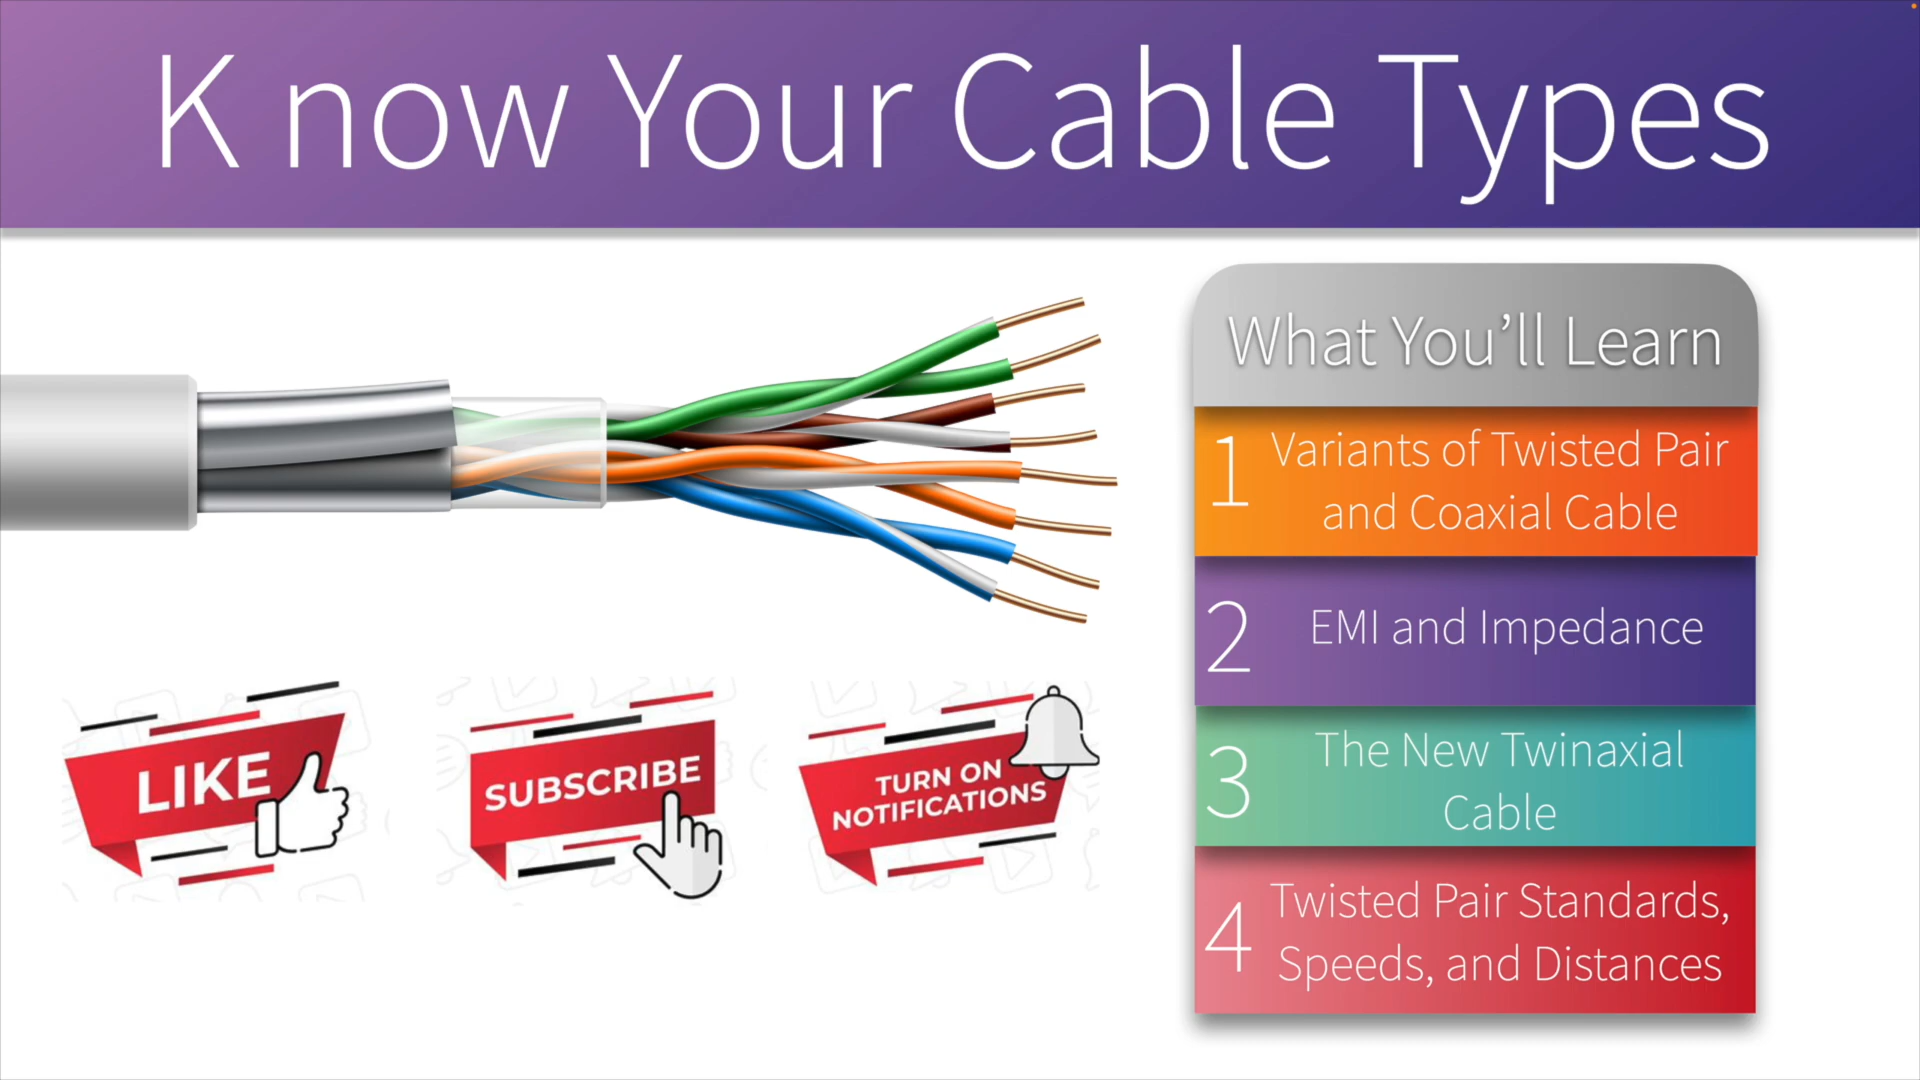 K now Your Cable Types
What You’ll Learn
1
Variants of Twisted Pair
and Coaxial Cable
2
EMI and Impedance
3
The New Twinaxial
Cable
4
Twisted Pair Standards,
Speeds, and Distances
LIKE
SUBSCRIBE
TURN ON
NOTIFICATIONS